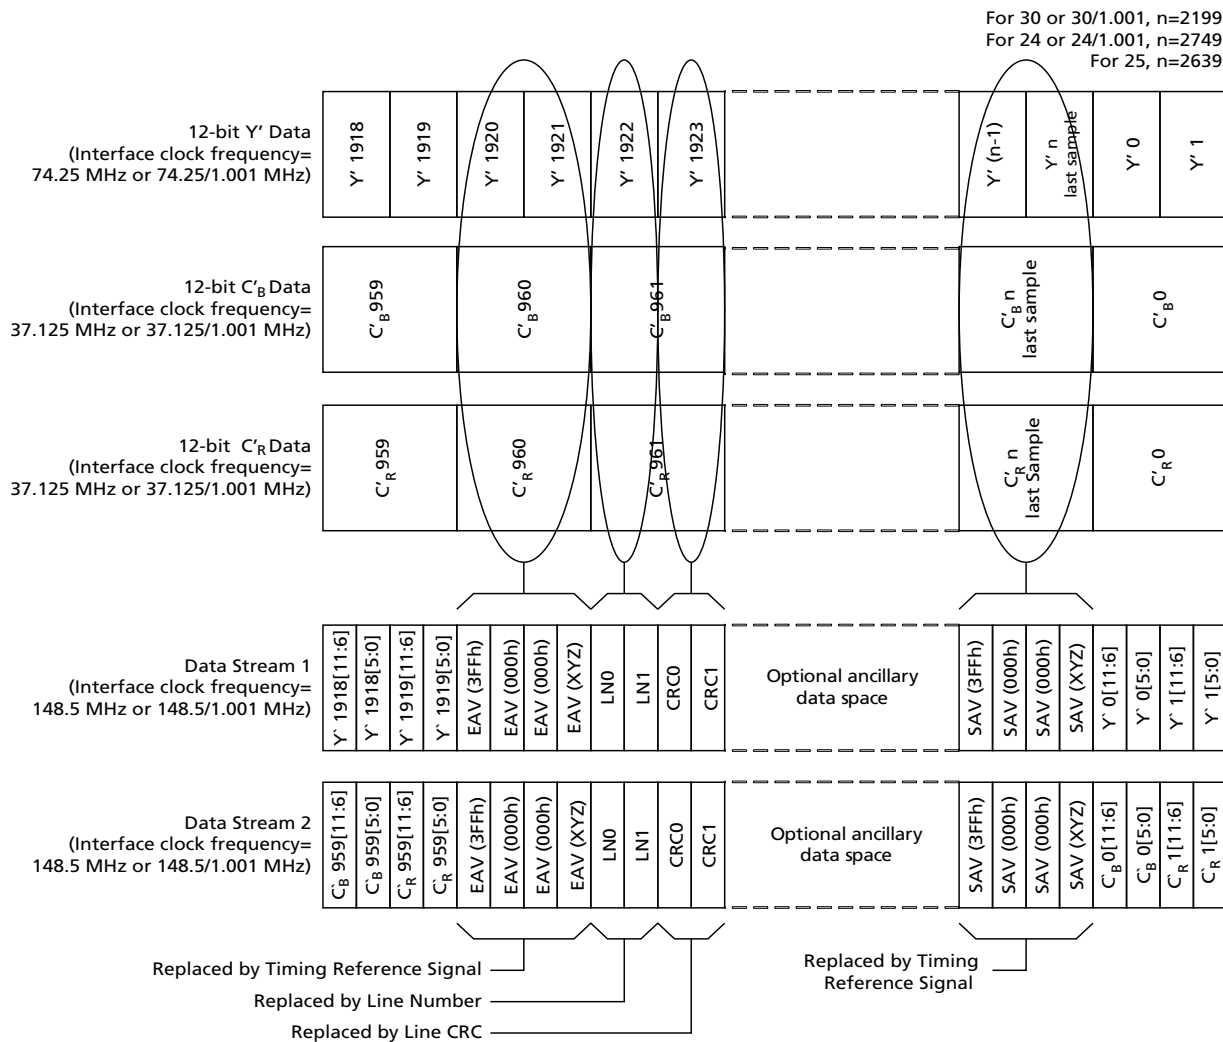 For 30 or 30/1.001, n=2199
For 24 or 24/1.001, n=2749
For 25, n=2639
12-bit Y' Data
(Interface clock frequency=
74.25 MHz or 74.25/1.001 MHz)
Y' 1918
Y' 1919
Y' 1920
Y' 1921
Y' 1922
Y' 1923
Y' (n-1)
Y' n
last sample
Y' 0
Y' 1
12-bit C'B Data
(Interface clock frequency=
37.125 MHz or 37.125/1.001 MHz)
C'B 959
C'B 960
C'B 961
C'B n
last sample
C'B 0
12-bit C'R Data
(Interface clock frequency=
37.125 MHz or 37.125/1.001 MHz)
C'R 959
C'R 960
C'R 961
C'R n
last Sample
C'R 0
Data Stream 1
(Interface clock frequency=
148.5 MHz or 148.5/1.001 MHz)
Y` 1918[11:6]
Y` 1918[5:0]
Y` 1919[11:6]
Y` 1919[5:0]
EAV (3FFh)
EAV (000h)
EAV (000h)
EAV (XYZ)
LN0
LN1
CRC0
CRC1
Optional ancillary
data space
SAV (3FFh)
SAV (000h)
SAV (000h)
SAV (XYZ)
Y` 0[11:6]
Y` 0[5:0]
Y` 1[11:6]
Y` 1[5:0]
Data Stream 2
(Interface clock frequency=
148.5 MHz or 148.5/1.001 MHz)
C`B 959[11:6]
C`B 959[5:0]
C`R 959[11:6]
C`R 959[5:0]
EAV (3FFh)
EAV (000h)
EAV (000h)
EAV (XYZ)
LN0
LN1
CRC0
CRC1
Optional ancillary
data space
SAV (3FFh)
SAV (000h)
SAV (000h)
SAV (XYZ)
C`B 0[11:6]
C`B 0[5:0]
C`R 1[11:6]
C`R 1[5:0]
Replaced by Timing Reference Signal
Replaced by Line Number
Replaced by Line CRC
Replaced by Timing
Reference Signal